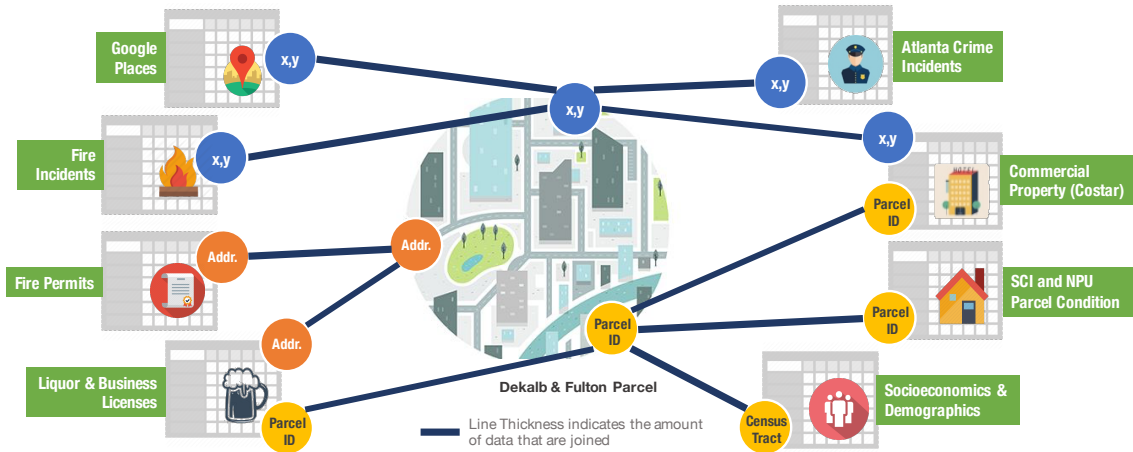 Google
Places
x,y
Atlanta Crime
Incidents
x,y
x,y
Fire
Incidents
x,y
x,y
Commercial
Property (Costar)
HOTEL
Parcel
ID
Fire Permits
Addr.
Addr.
SCI and NPU
Parcel Condition
Parcel
ID
Parcel
ID
Addr.
Liquor & Business
Licenses
Parcel
ID
Dekalb & Fulton Parcel
Socioeconomics &
Demographics
Census
Tract
Line Thickness indicates the amount
of data that are joined